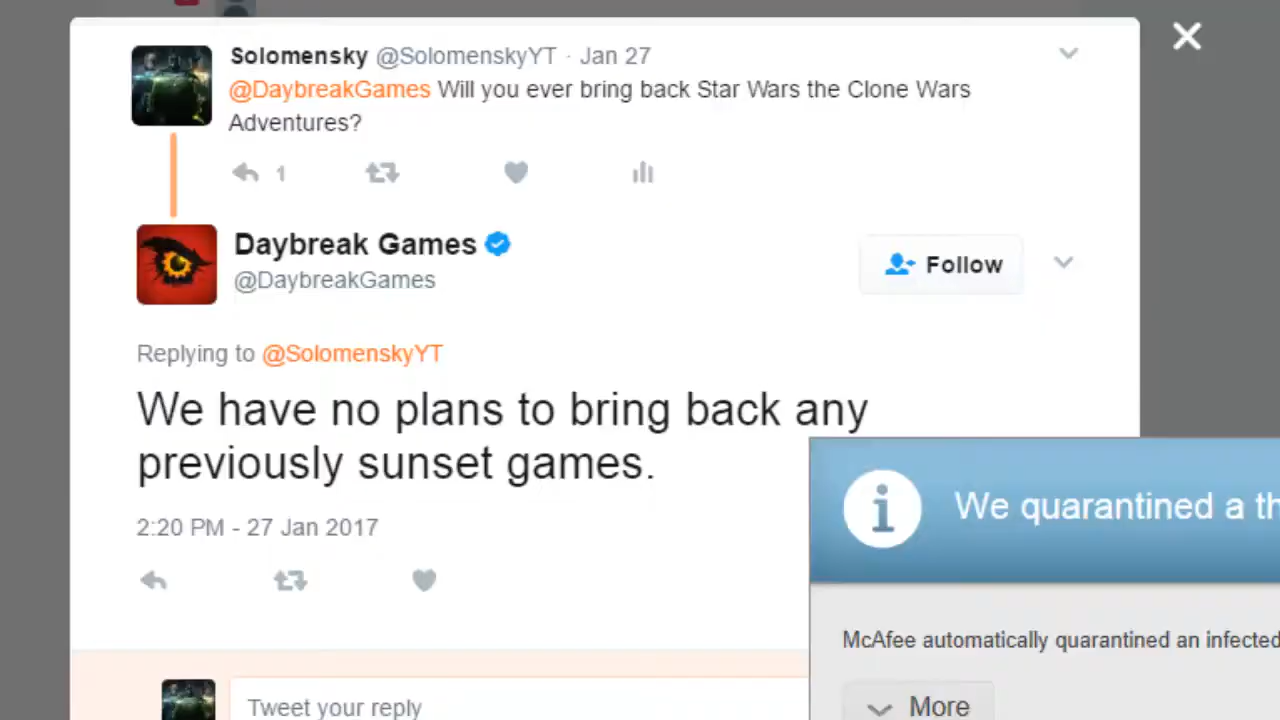 Solomensky @SolomenskyYT · Jan 27
@DaybreakGames Will you ever bring back Star Wars the Clone Wars
Adventures?
1
Daybreak Games
@DaybreakGames
Follow
Replying to @SolomenskyYT
We have no plans to bring back any
previously sunset games.
2:20 PM - 27 Jan 2017
We quarantined a th
McAfee automatically quarantined an infected
More
Tweet your reply